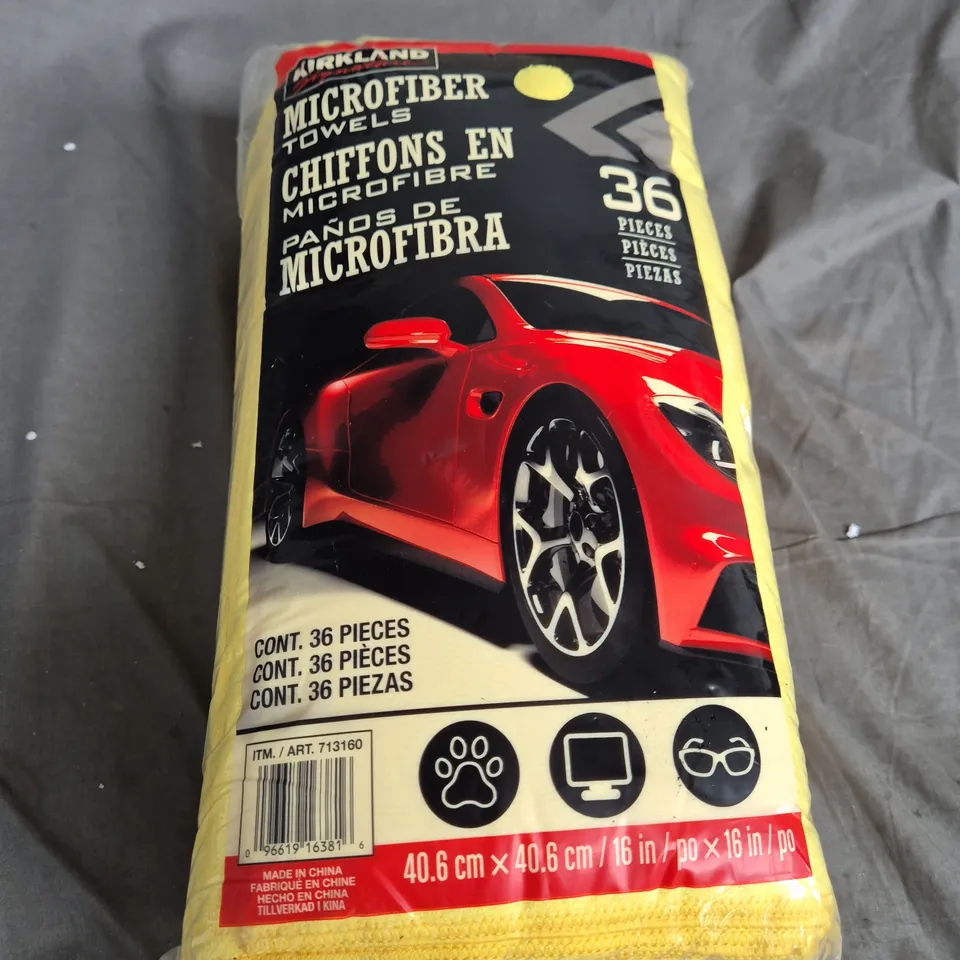 KIRKLAND
Signature
MICROFIBER
TOWELS
CHIFFONS EN
MICROFIBRE
PAÑOS DE
MICROFIBRA
36
PIECES
PIÈCES
PIEZAS
CONT. 36 PIECES
CONT. 36 PIÈCES
CONT. 36 PIEZAS
ITM. / ART. 713160
0 96619 16381 6
MADE IN CHINA
FABRIQUÉ EN CHINE
HECHO EN CHINA
TILLVERKAD I KINA
40.6 cm × 40.6 cm / 16 in / po × 16 in / po